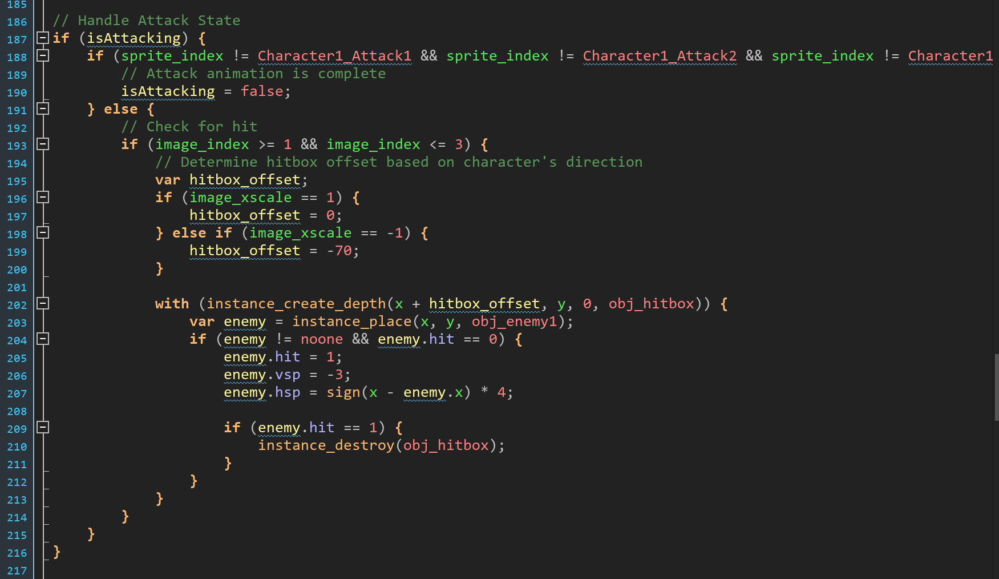 185
186 // Handle Attack State
187 if (isAttacking) {
188     if (sprite_index != Character1_Attack1 && sprite_index != Character1_Attack2 && sprite_index != Character1
189         // Attack animation is complete
190         isAttacking = false;
191     } else {
192         // Check for hit
193         if (image_index >= 1 && image_index <= 3) {
194             // Determine hitbox offset based on character's direction
195             var hitbox_offset;
196             if (image_xscale == 1) {
197                 hitbox_offset = 0;
198             } else if (image_xscale == -1) {
199                 hitbox_offset = -70;
200             }
201
202             with (instance_create_depth(x + hitbox_offset, y, 0, obj_hitbox)) {
203                 var enemy = instance_place(x, y, obj_enemy1);
204                 if (enemy != noone && enemy.hit == 0) {
205                     enemy.hit = 1;
206                     enemy.vsp = -3;
207                     enemy.hsp = sign(x - enemy.x) * 4;
208
209                     if (enemy.hit == 1) {
210                         instance_destroy(obj_hitbox);
211                     }
212                 }
213             }
214         }
215     }
216 }
217